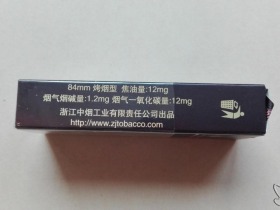 84mm 烤烟型 焦油量:12mg
烟气烟碱量:1.2mg 烟气一氧化碳量:12mg
浙江中烟工业有限责任公司出品
http://www.zjtobacco.com